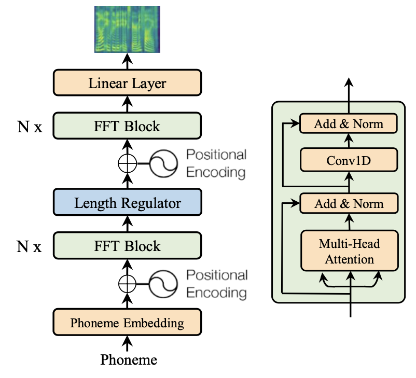 Linear Layer
N x
FFT Block
Positional
Encoding
Length Regulator
N x
FFT Block
Positional
Encoding
Phoneme Embedding
Phoneme
Add & Norm
Conv1D
Add & Norm
Multi-Head
Attention